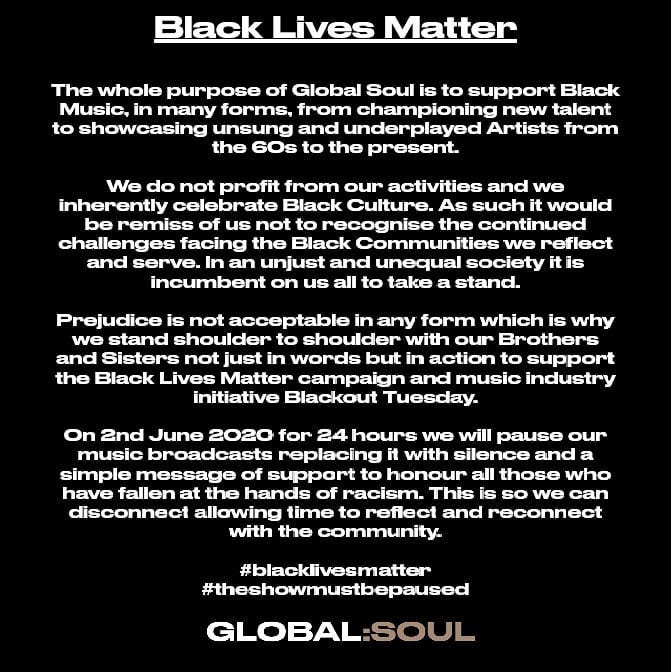 Black Lives Matter
The whole purpose of Global Soul is to support Black
Music, in many forms, from championing new talent
to showcasing unsung and underplayed Artists from
the 60s to the present.
We do not profit from our activities and we
inherently celebrate Black Culture. As such it would
be remiss of us not to recognise the continued
challenges facing the Black Communities we reflect
and serve. In an unjust and unequal society it is
incumbent on us all to take a stand.
Prejudice is not acceptable in any form which is why
we stand shoulder to shoulder with our Brothers
and Sisters not just in words but in action to support
the Black Lives Matter campaign and music industry
initiative Blackout Tuesday.
On 2nd June 2020 for 24 hours we will pause our
music broadcasts replacing it with silence and a
simple message of support to honour all those who
have fallen at the hands of racism. This is so we can
disconnect allowing time to reflect and reconnect
with the community.
#blacklivesmatter
#theshowmustbepaused
GLOBAL:SOUL